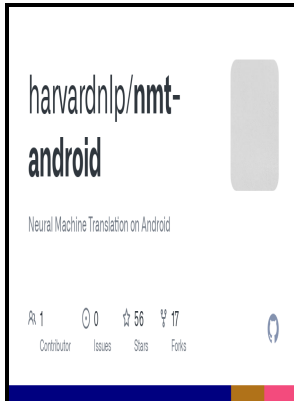 harvardnlp/nmt-
android
Neural Machine Translation on Android
1 0 56 17
Contributor Issues Stars Forks